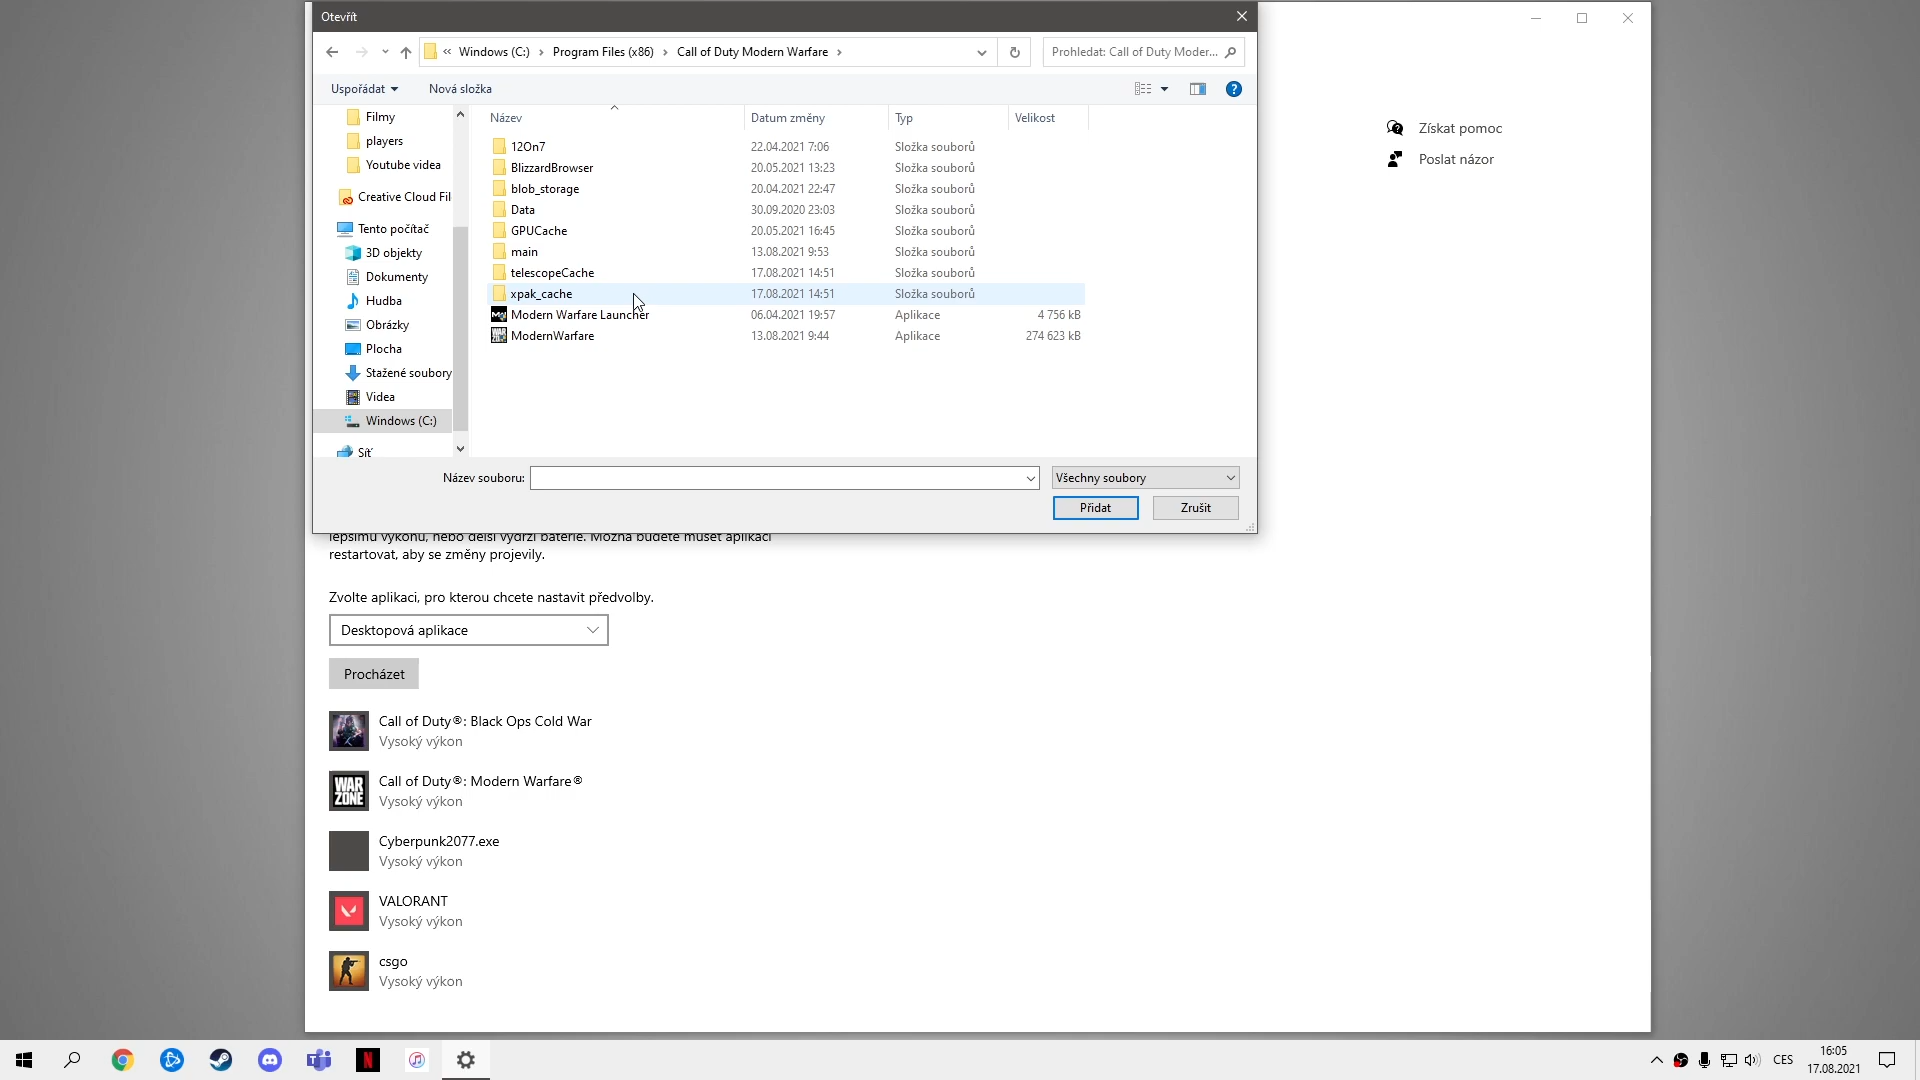 Otevřít
« Windows (C:) › Program Files (x86) › Call of Duty Modern Warfare ›
Prohledat: Call of Duty Moder...
Uspořádat
Nová složka
Filmy
players
Youtube videa
Creative Cloud Fil
Tento počítač
3D objekty
Dokumenty
Hudba
Obrázky
Plocha
Stažené soubory
Videa
Windows (C:)
Síť
Název Datum změny Typ Velikost
12On7 22.04.2021 7:06 Složka souborů
BlizzardBrowser 20.05.2021 13:23 Složka souborů
blob_storage 20.04.2021 22:47 Složka souborů
Data 30.09.2020 23:03 Složka souborů
GPUCache 20.05.2021 16:45 Složka souborů
main 13.08.2021 9:53 Složka souborů
telescopeCache 17.08.2021 14:51 Složka souborů
xpak_cache 17.08.2021 14:51 Složka souborů
Modern Warfare Launcher 06.04.2021 19:57 Aplikace 4 756 kB
ModernWarfare 13.08.2021 9:44 Aplikace 274 623 kB
Název souboru:
Všechny soubory
Přidat
Zrušit
Získat pomoc
Poslat názor
lepšímu výkonu, nebo delší výdrži baterie. Možná budete muset aplikaci
restartovat, aby se změny projevily.
Zvolte aplikaci, pro kterou chcete nastavit předvolby.
Desktopová aplikace
Procházet
Call of Duty®: Black Ops Cold War
Vysoký výkon
WAR
ZONE
Call of Duty®: Modern Warfare®
Vysoký výkon
Cyberpunk2077.exe
Vysoký výkon
VALORANT
Vysoký výkon
csgo
Vysoký výkon
CES
16:05
17.08.2021